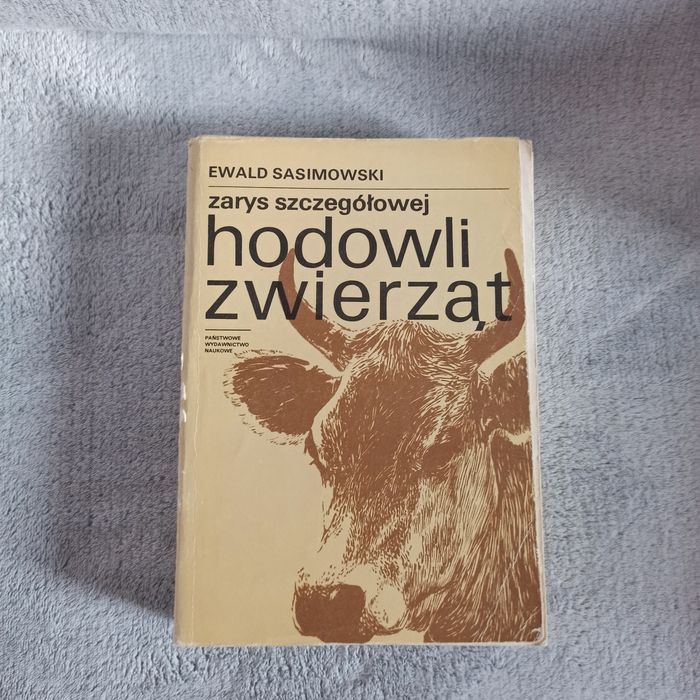 EWALD SASIMOWSKI
zarys szczegółowej
hodowli
zwierząt
PAŃSTWOWE
WYDAWNICTWO
NAUKOWE